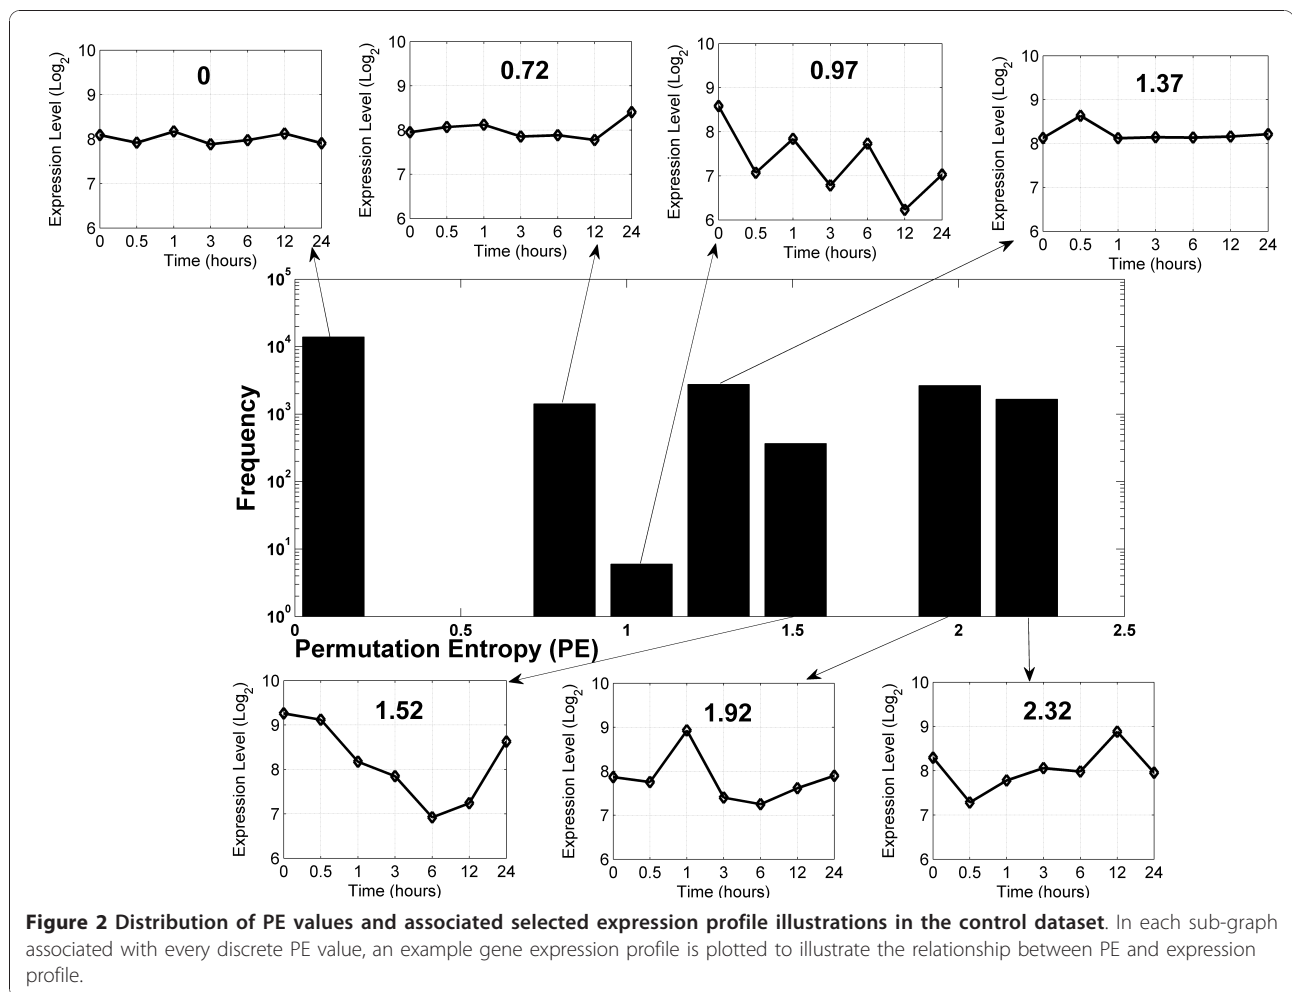 0
0.72
0.97
1.37
Expression Level (Log2)
10
9
8
7
6
0 0.5 1 3 6 12 24
Time (hours)
Expression Level (Log2)
10
9
8
7
6
0 0.5 1 3 6 12 24
Time (hours)
Expression Level (Log2)
10
9
8
7
6
0 0.5 1 3 6 12 24
Time (hours)
Expression Level (Log2)
10
9
8
7
6
0 0.5 1 3 6 12 24
Time (hours)
Frequency
10^5
10^4
10^3
10^2
10^1
10^0
0 0.5 1 1.5 2 2.5
Permutation Entropy (PE)
1.52
1.92
2.32
Expression Level (Log2)
10
9
8
7
6
0 0.5 1 3 6 12 24
Time (hours)
Expression Level (Log2)
10
9
8
7
6
0 0.5 1 3 6 12 24
Time (hours)
Expression Level (Log2)
10
9
8
7
6
0 0.5 1 3 6 12 24
Time (hours)
Figure 2 Distribution of PE values and associated selected expression profile illustrations in the control dataset. In each sub-graph
associated with every discrete PE value, an example gene expression profile is plotted to illustrate the relationship between PE and expression
profile.